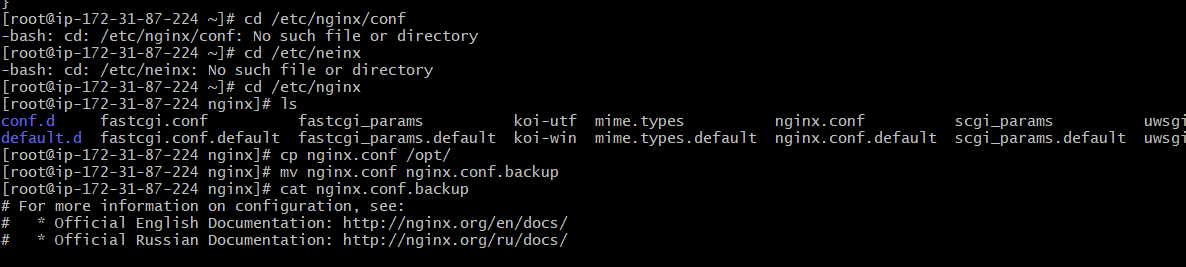 }
[root@ip-172-31-87-224 ~]# cd /etc/nginx/conf
-bash: cd: /etc/nginx/conf: No such file or directory
[root@ip-172-31-87-224 ~]# cd /etc/neinx
-bash: cd: /etc/neinx: No such file or directory
[root@ip-172-31-87-224 ~]# cd /etc/nginx
[root@ip-172-31-87-224 nginx]# ls
conf.d     fastcgi.conf          fastcgi_params          koi-utf  mime.types          nginx.conf          scgi_params          uwsgi
default.d  fastcgi.conf.default  fastcgi_params.default  koi-win  mime.types.default  nginx.conf.default  scgi_params.default  uwsgi
[root@ip-172-31-87-224 nginx]# cp nginx.conf /opt/
[root@ip-172-31-87-224 nginx]# mv nginx.conf nginx.conf.backup
[root@ip-172-31-87-224 nginx]# cat nginx.conf.backup
# For more information on configuration, see:
#   * Official English Documentation: http://nginx.org/en/docs/
#   * Official Russian Documentation: http://nginx.org/ru/docs/